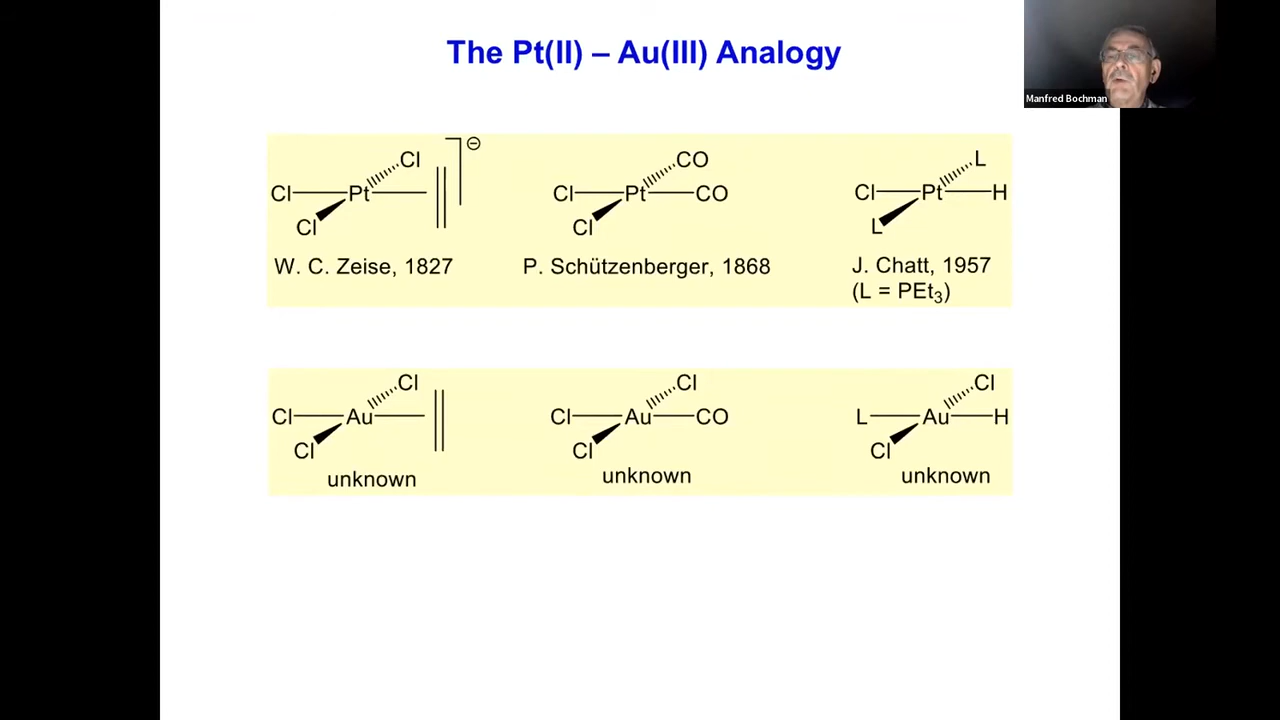 The Pt(II) – Au(III) Analogy
Manfred Bochman
Cl Pt Cl Cl ⊖
W. C. Zeise, 1827
Cl Pt CO CO Cl
P. Schützenberger, 1868
Cl Pt L H L
J. Chatt, 1957
(L = PEt₃)
Cl Au Cl Cl
unknown
Cl Au Cl CO Cl
unknown
L Au Cl H Cl
unknown